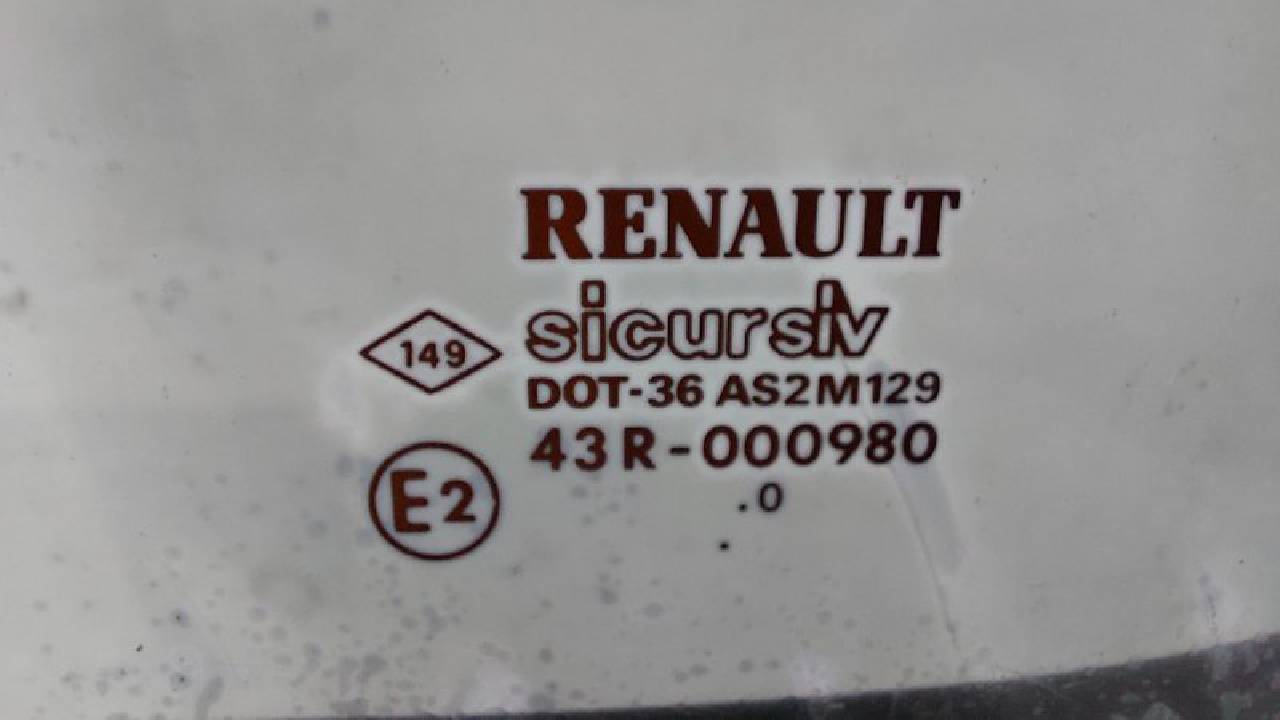 RENAULT
sicursiv
149
DOT-36 AS2M129
43R-000980
E2
.0